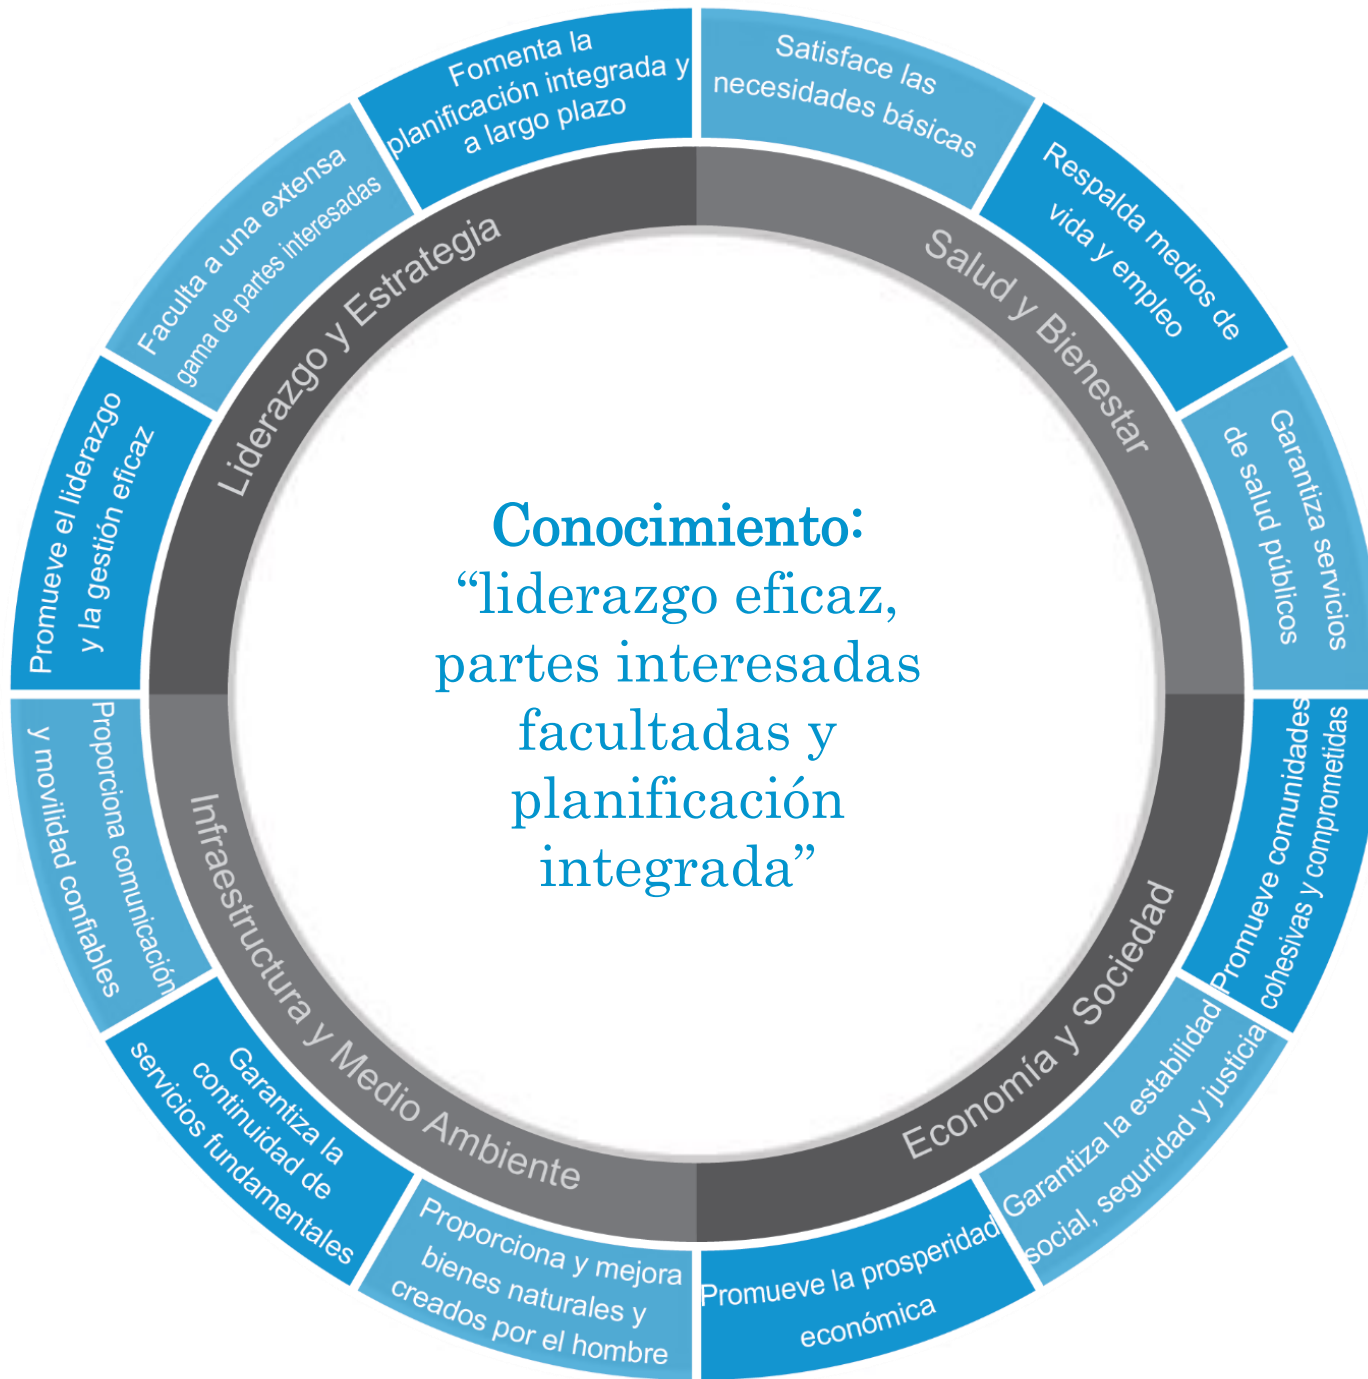 Satisface las
necesidades básicas
Respalda medios de
vida y empleo
Garantiza servicios
de salud públicos
Promueve comunidades
cohesivas y comprometidas
Garantiza la estabilidad
social, seguridad y justicia
Promueve la prosperidad
económica
Proporciona y mejora
bienes naturales y
creados por el hombre
Garantiza la
continuidad de
servicios fundamentales
Proporciona comunicación
y movilidad confiables
Promueve el liderazgo
y la gestión eficaz
Faculta a una extensa
gama de partes interesadas
Fomenta la
planificación integrada y
a largo plazo
Salud y Bienestar
Economía y Sociedad
Infraestructura y Medio Ambiente
Liderazgo y Estrategia
Conocimiento:
“liderazgo eficaz,
partes interesadas
facultadas y
planificación
integrada”